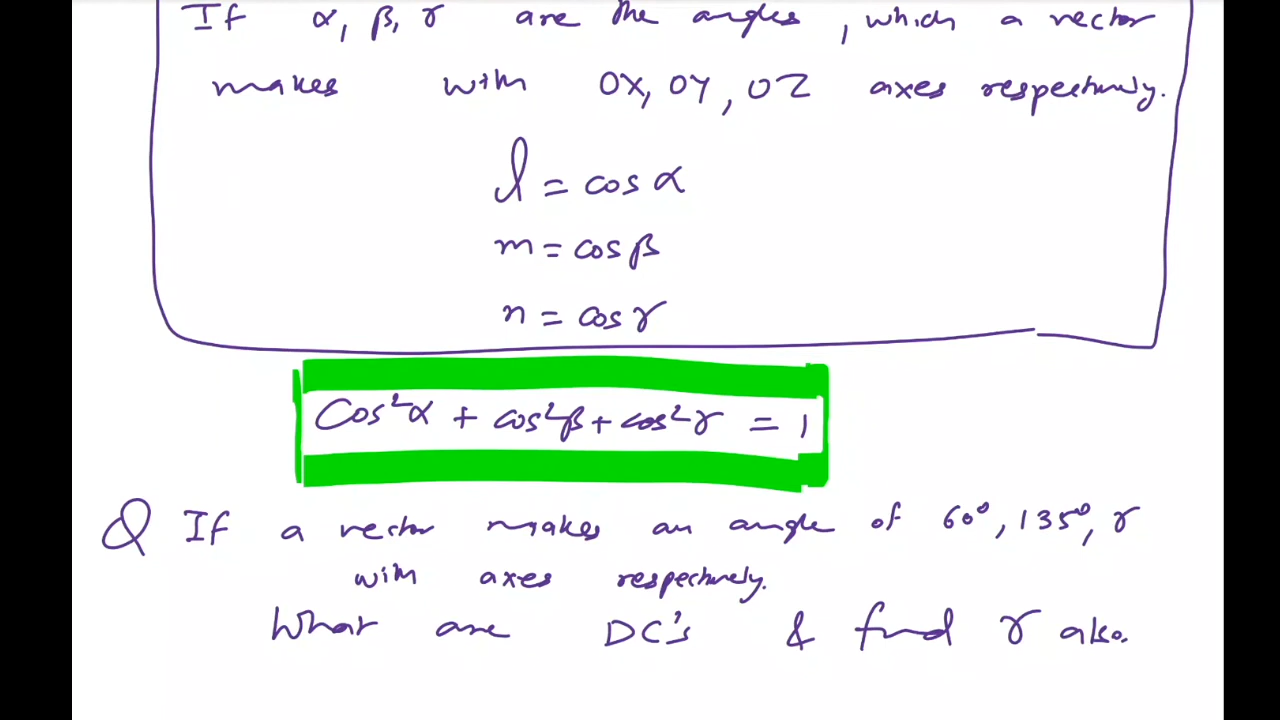 If α, β, γ are the angles, which a vector
makes with OX, OY, OZ axes respectively.
l = cos α
m = cos β
n = cos γ
Cos²α + cos²β + cos²γ = 1
Q If a vector makes an angle of 60°, 135°, γ
with axes respectively.
What are DC's & find γ also.